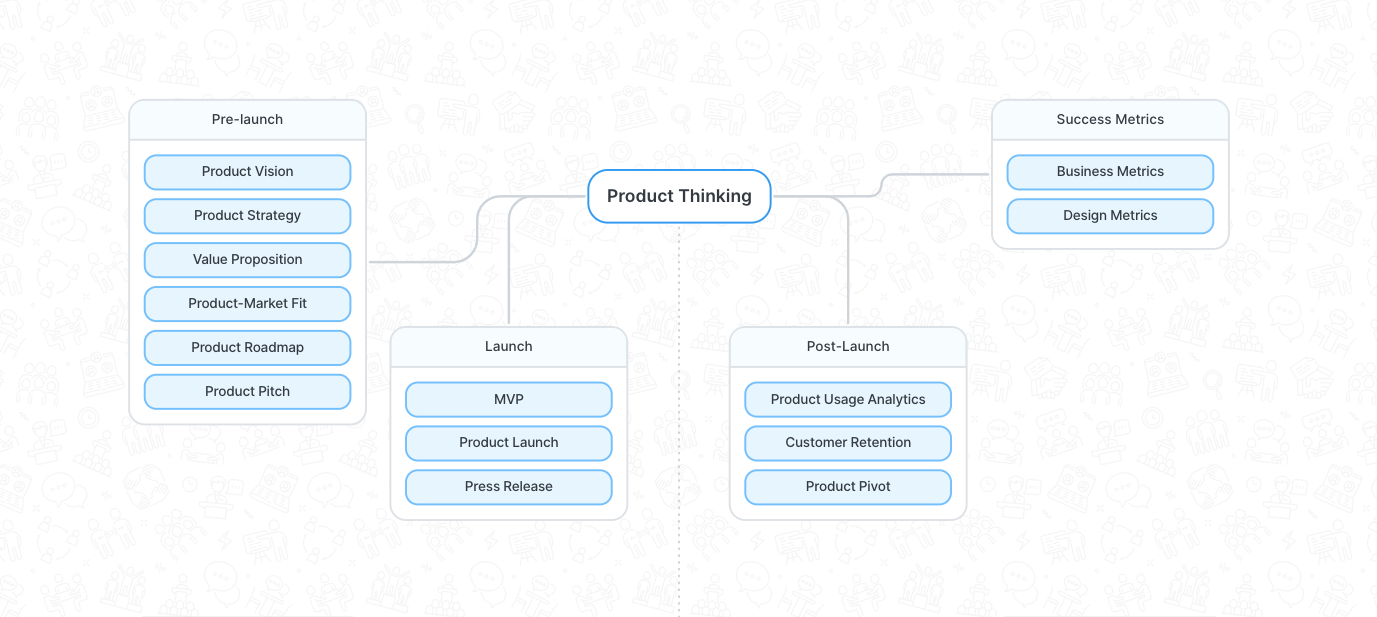 Product Thinking
Pre-launch
Product Vision
Product Strategy
Value Proposition
Product-Market Fit
Product Roadmap
Product Pitch
Launch
MVP
Product Launch
Press Release
Post-Launch
Product Usage Analytics
Customer Retention
Product Pivot
Success Metrics
Business Metrics
Design Metrics